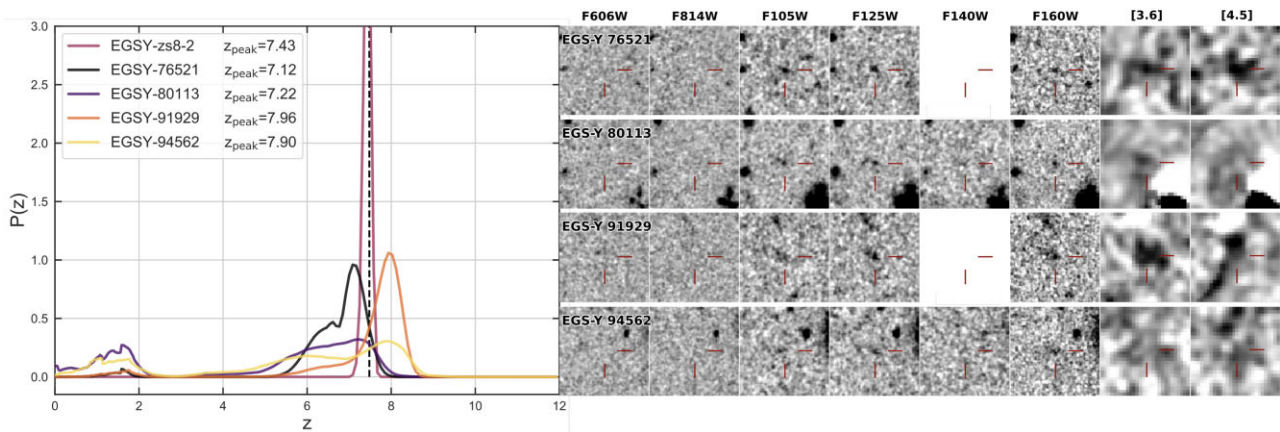 P(z)
3.0
2.5
2.0
1.5
1.0
0.5
0.0
EGSY-zs8-2 z_peak=7.43
EGSY-76521 z_peak=7.12
EGSY-80113 z_peak=7.22
EGSY-91929 z_peak=7.96
EGSY-94562 z_peak=7.90
0 2 4 6 8 10 12
z
F606W F814W F105W F125W F140W F160W [3.6] [4.5]
EGS-Y 76521
EGS-Y 80113
EGS-Y 91929
EGS-Y 94562